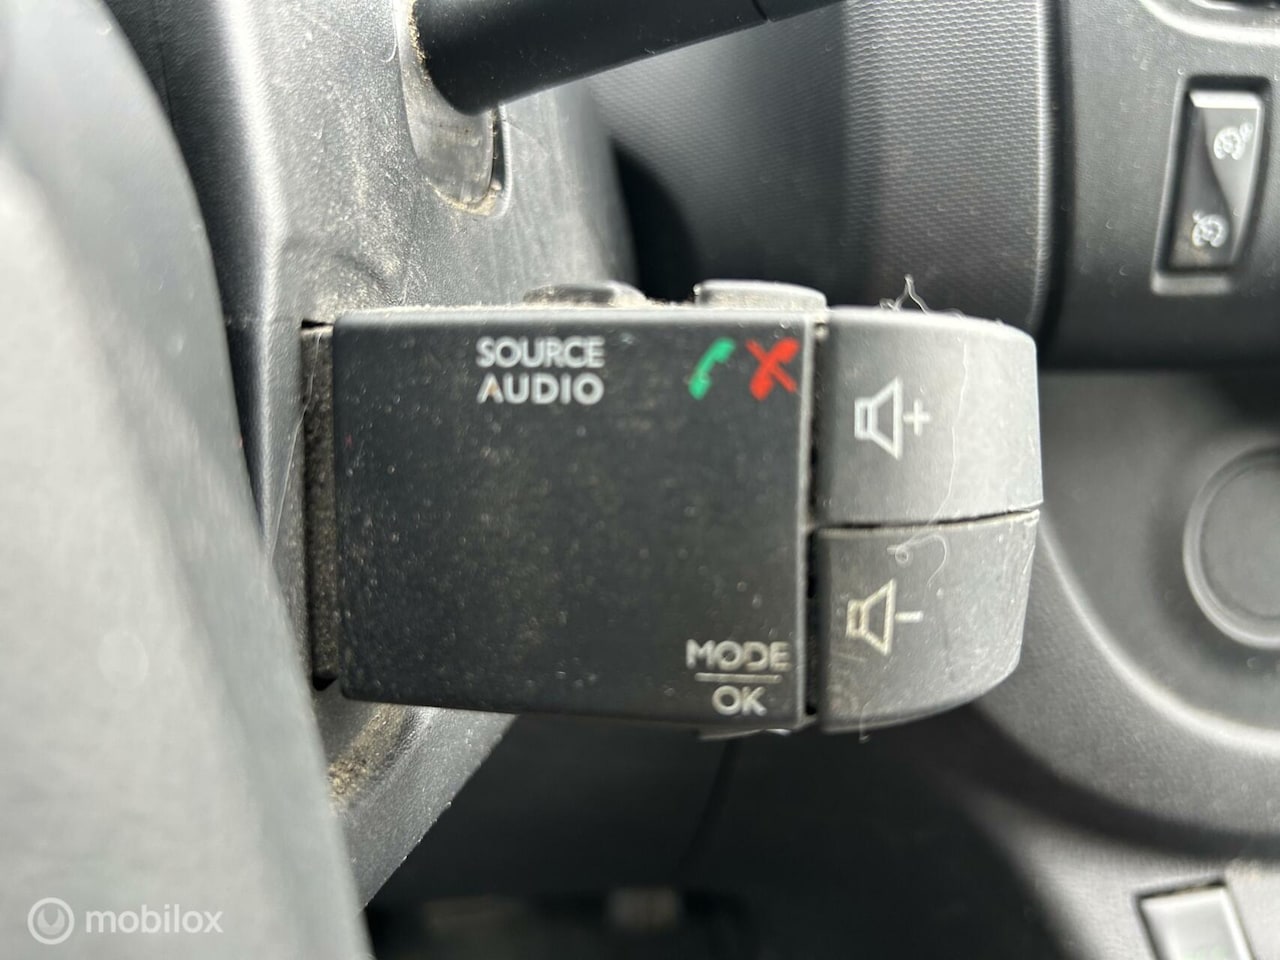 SOURCE
AUDIO
+
-
MODE
OK
mobilox